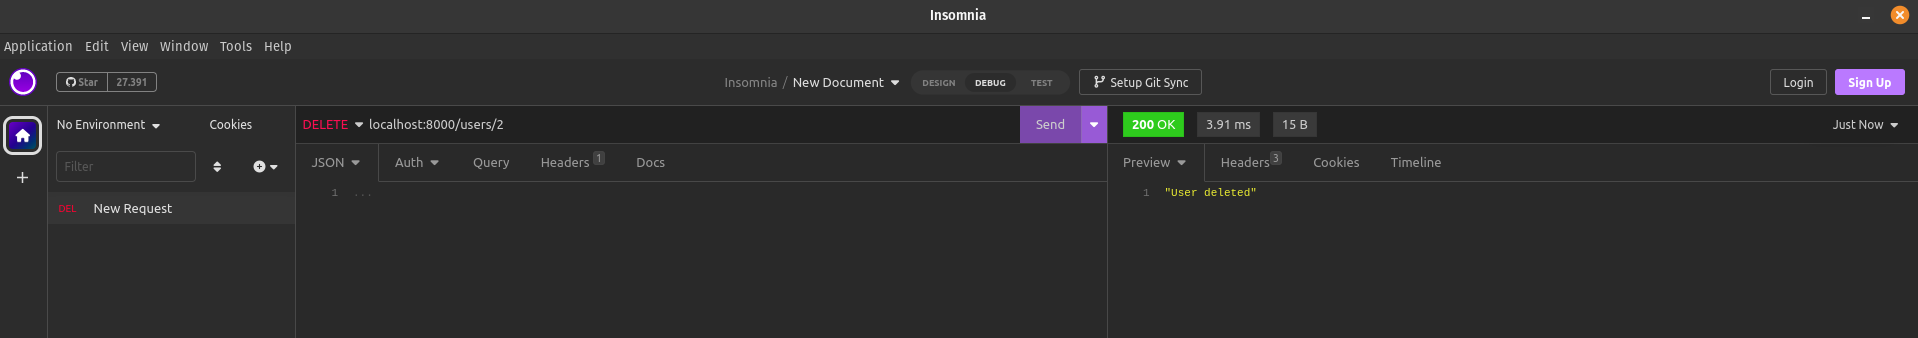 Insomnia
Application Edit View Window Tools Help
Star 27.391
Insomnia / New Document DESIGN DEBUG TEST Setup Git Sync Login Sign Up
No Environment Cookies DELETE localhost:8000/users/2 Send 200 OK 3.91 ms 15 B Just Now
Filter JSON Auth Query Headers 1 Docs Preview Headers 3 Cookies Timeline
1 ... 1 "User deleted"
DEL New Request